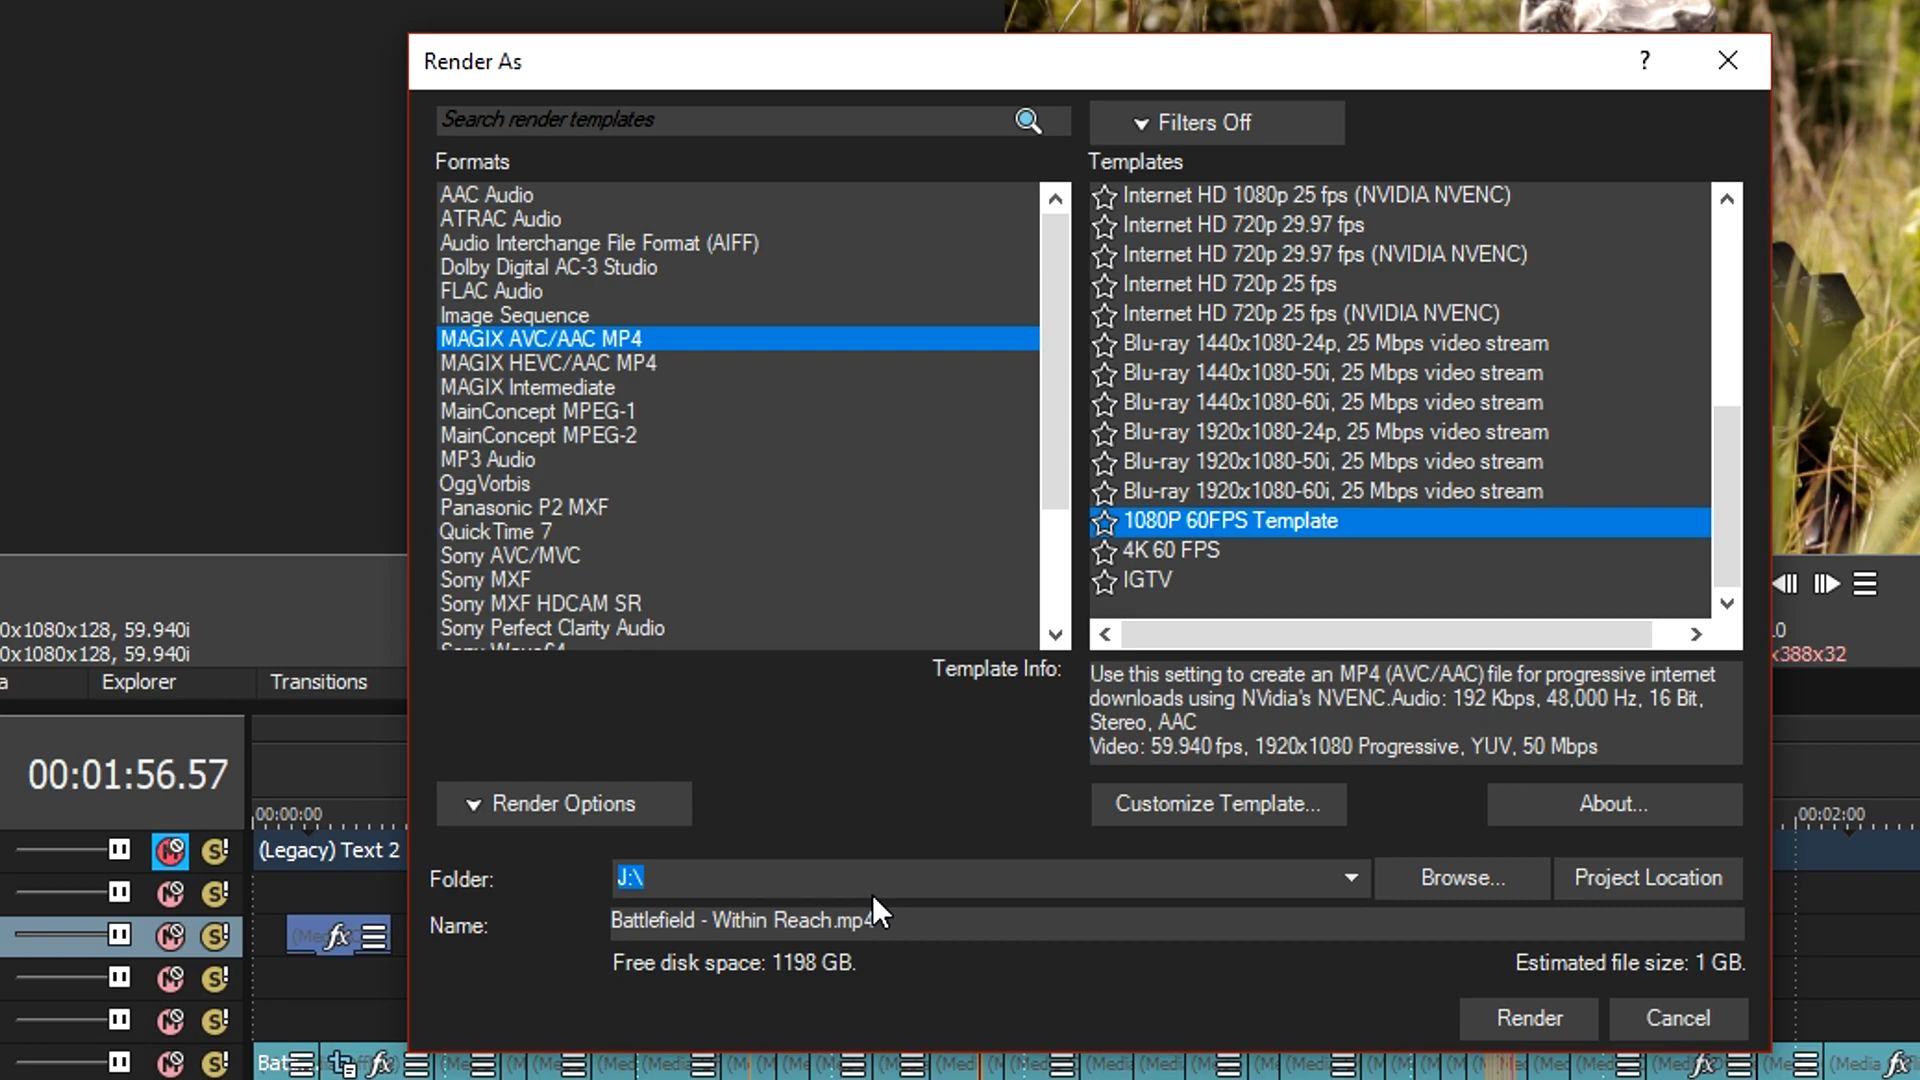 Render As
?
Search render templates
Filters Off
Formats
Templates
AAC Audio
ATRAC Audio
Audio Interchange File Format (AIFF)
Dolby Digital AC-3 Studio
FLAC Audio
Image Sequence
MAGIX AVC/AAC MP4
MAGIX HEVC/AAC MP4
MAGIX Intermediate
MainConcept MPEG-1
MainConcept MPEG-2
MP3 Audio
OggVorbis
Panasonic P2 MXF
QuickTime 7
Sony AVC/MVC
Sony MXF
Sony MXF HDCAM SR
Sony Perfect Clarity Audio
Internet HD 1080p 25 fps (NVIDIA NVENC)
Internet HD 720p 29.97 fps
Internet HD 720p 29.97 fps (NVIDIA NVENC)
Internet HD 720p 25 fps
Internet HD 720p 25 fps (NVIDIA NVENC)
Blu-ray 1440x1080-24p, 25 Mbps video stream
Blu-ray 1440x1080-50i, 25 Mbps video stream
Blu-ray 1440x1080-60i, 25 Mbps video stream
Blu-ray 1920x1080-24p, 25 Mbps video stream
Blu-ray 1920x1080-50i, 25 Mbps video stream
Blu-ray 1920x1080-60i, 25 Mbps video stream
1080P 60FPS Template
4K 60 FPS
IGTV
Template Info:
Use this setting to create an MP4 (AVC/AAC) file for progressive internet
downloads using NVidia's NVENC.Audio: 192 Kbps, 48,000 Hz, 16 Bit,
Stereo, AAC
Video: 59.940 fps, 1920x1080 Progressive, YUV, 50 Mbps
Render Options
Customize Template...
About...
Folder:
J:\
Browse...
Project Location
Name:
Battlefield - Within Reach.mp4
Free disk space: 1198 GB.
Estimated file size: 1 GB.
Render
Cancel
0x1080x128, 59.940i
0x1080x128, 59.940i
x388x32
Explorer
Transitions
00:01:56.57
00:00:00
00:02:00
(Legacy) Text 2